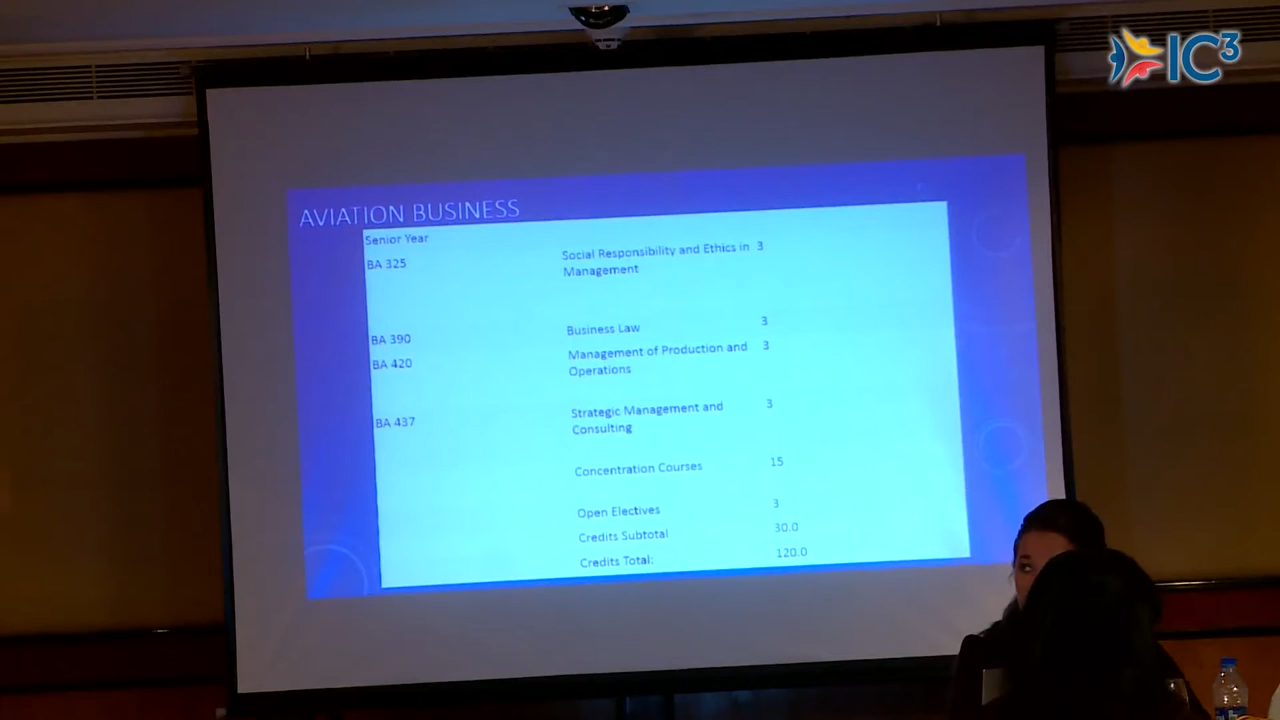 IC³
AVIATION BUSINESS
Senior Year
BA 325 Social Responsibility and Ethics in 3
Management
BA 390 Business Law 3
BA 420 Management of Production and 3
Operations
BA 437 Strategic Management and 3
Consulting
Concentration Courses 15
Open Electives 3
Credits Subtotal 30.0
Credits Total: 120.0